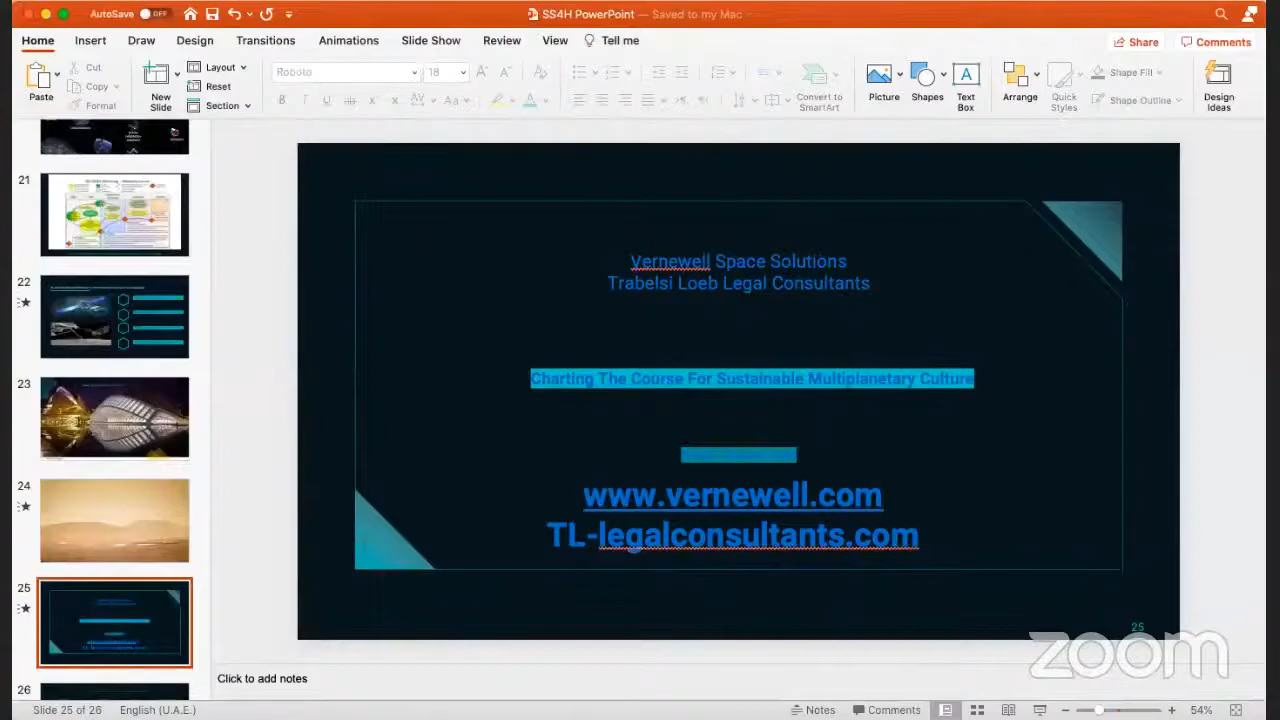 AutoSave OFF
SS4H PowerPoint — Saved to my Mac
Home Insert Draw Design Transitions Animations Slide Show Review View Tell me
Share Comments
Paste
Cut
Copy
Format
New Slide
Layout
Reset
Section
Roboto 18
Convert to SmartArt
Picture
Shapes
Text Box
Arrange
Quick Styles
Shape Fill
Shape Outline
Design Ideas
21
22
23
24
25
26
Vernewell Space Solutions
Trabelsi Loeb Legal Consultants
Charting The Course For Sustainable Multiplanetary Culture
www.vernewell.com
TL-legalconsultants.com
25
zoom
Click to add notes
Slide 25 of 26 English (U.A.E.) Notes Comments 54%